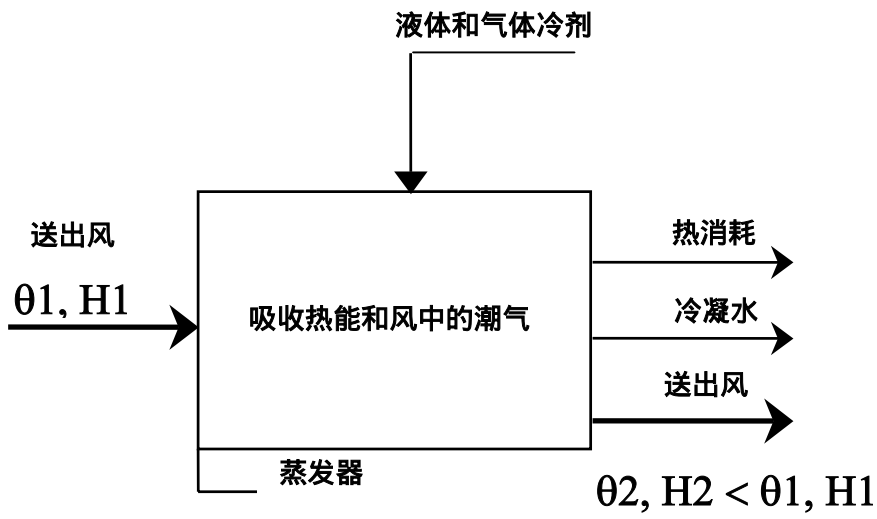 液体和气体冷剂
送出风
θ1, H1
吸收热能和风中的潮气
热消耗
冷凝水
送出风
蒸发器
θ2, H2 < θ1, H1